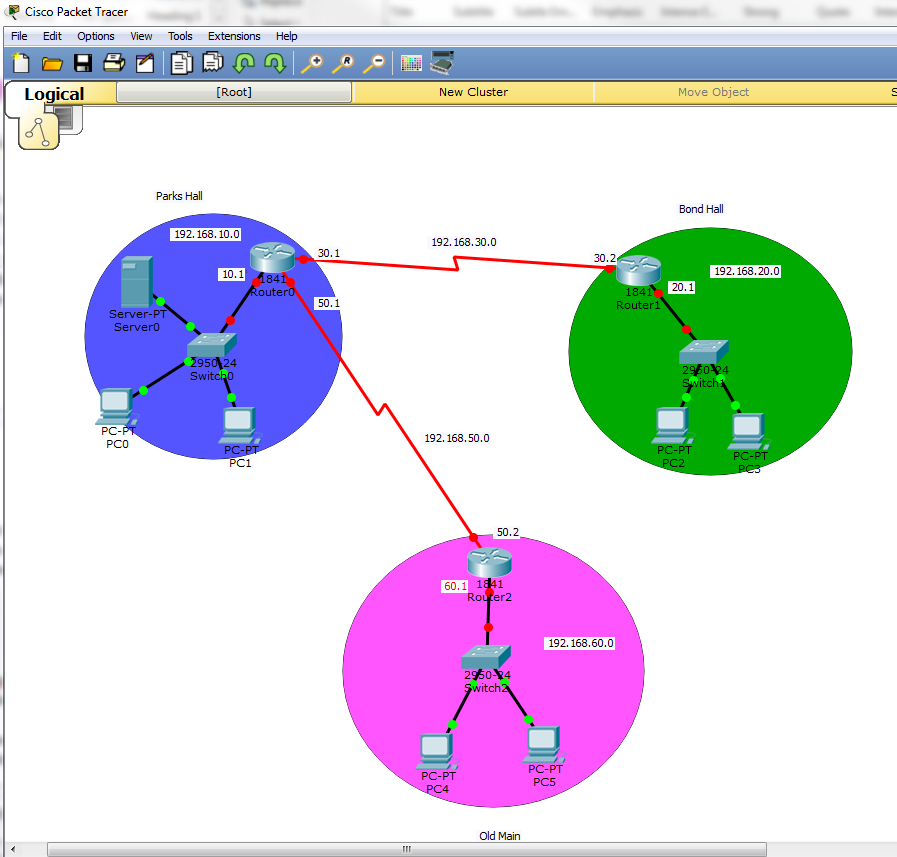 Cisco Packet Tracer
File Edit Options View Tools Extensions Help
Logical [Root] New Cluster Move Object S
Parks Hall
Bond Hall
192.168.10.0
192.168.30.0
30.1
30.2
10.1
50.1
192.168.20.0
20.1
1841
Router0
1841
Router1
Server-PT
Server0
2950-24
Switch0
2950-24
Switch1
PC-PT
PC0
PC-PT
PC1
192.168.50.0
PC-PT
PC2
PC-PT
PC3
50.2
60.1
1841
Router2
192.168.60.0
2950-24
Switch2
PC-PT
PC4
PC-PT
PC5
Old Main